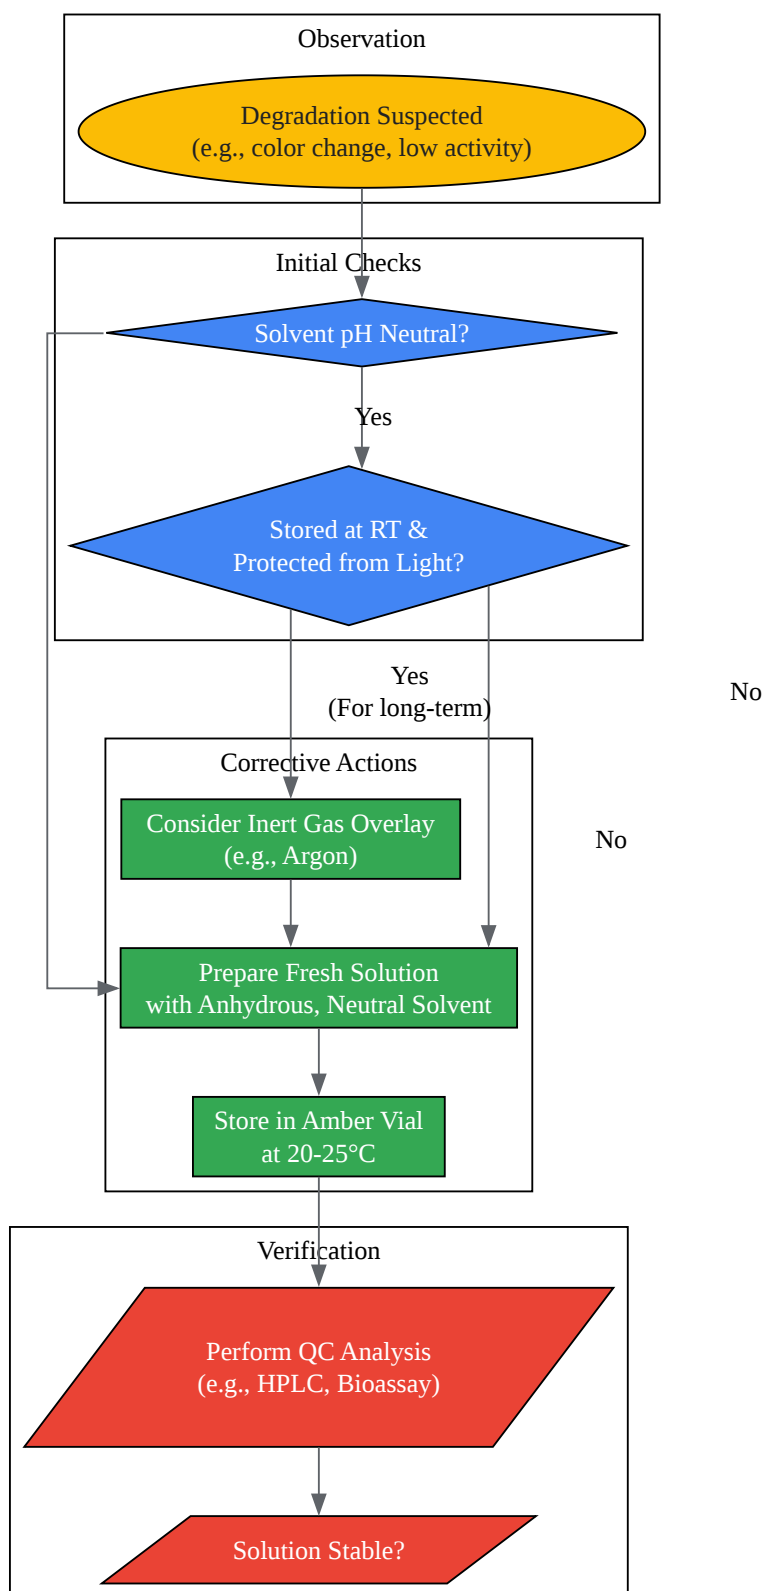 Observation
Degradation Suspected
(e.g., color change, low activity)
Initial Checks
Solvent pH Neutral?
Yes
Stored at RT &
Protected from Light?
Yes
(For long-term)
No
Corrective Actions
Consider Inert Gas Overlay
(e.g., Argon)
No
Prepare Fresh Solution
with Anhydrous, Neutral Solvent
Store in Amber Vial
at 20-25°C
Verification
Perform QC Analysis
(e.g., HPLC, Bioassay)
Solution Stable?